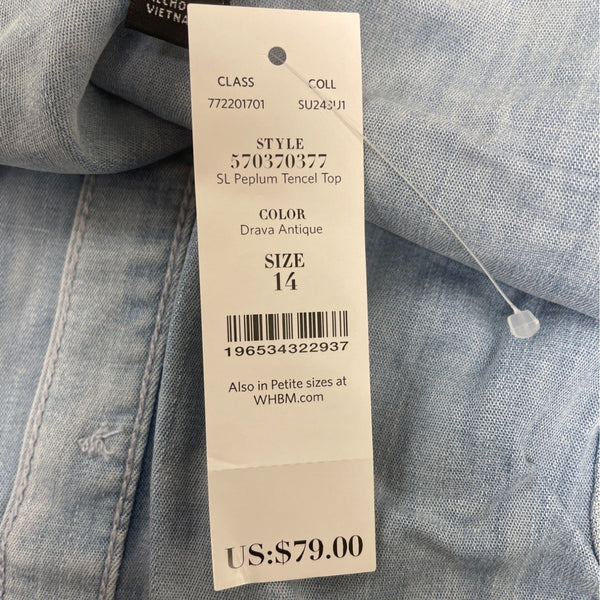 VIETNA
CLASS COLL
772201701
STYLE
570370377
SL Peplum Tencel Top
COLOR
Drava Antique
SIZE
14
196534322937
Also in Petite sizes at
WHBM.com
US:$79.00